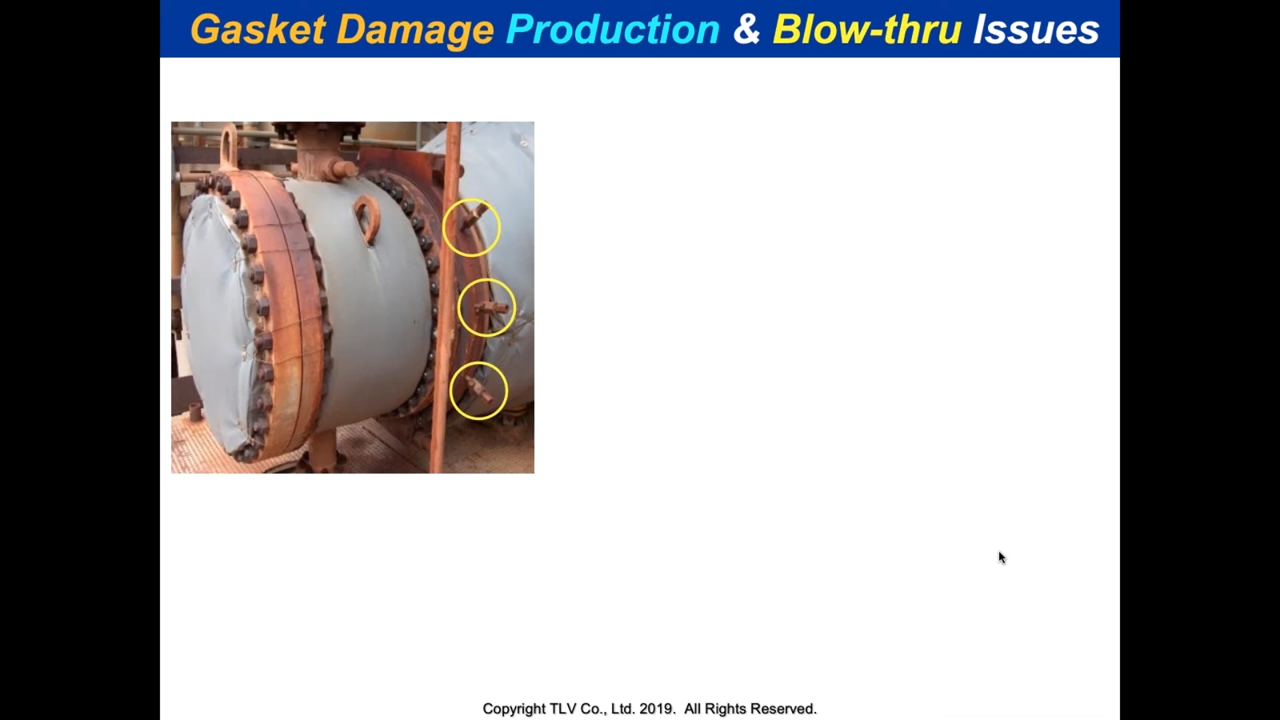 Gasket Damage Production & Blow-thru Issues
Copyright TLV Co., Ltd. 2019. All Rights Reserved.